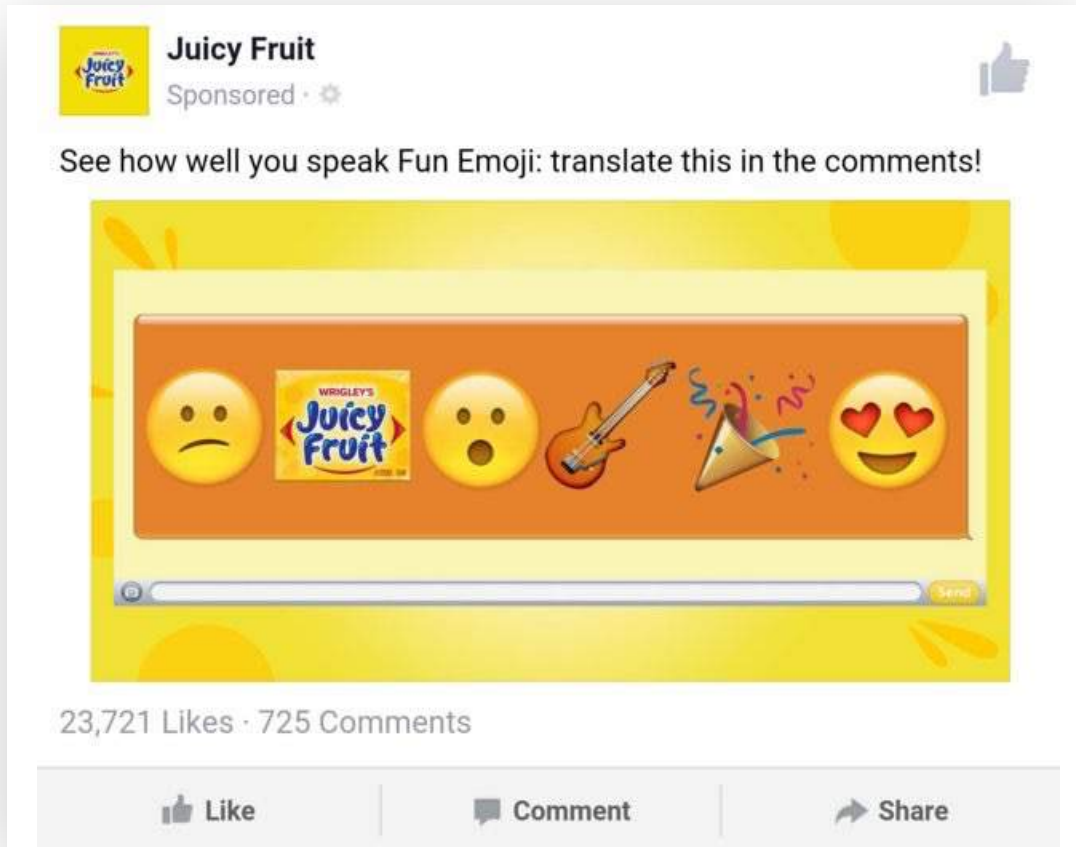 WRIGLEY'S
Juicy
Fruit
Juicy Fruit
Sponsored ·
See how well you speak Fun Emoji: translate this in the comments!
WRIGLEY'S
Juicy
Fruit
Send
23,721 Likes · 725 Comments
Like
Comment
Share